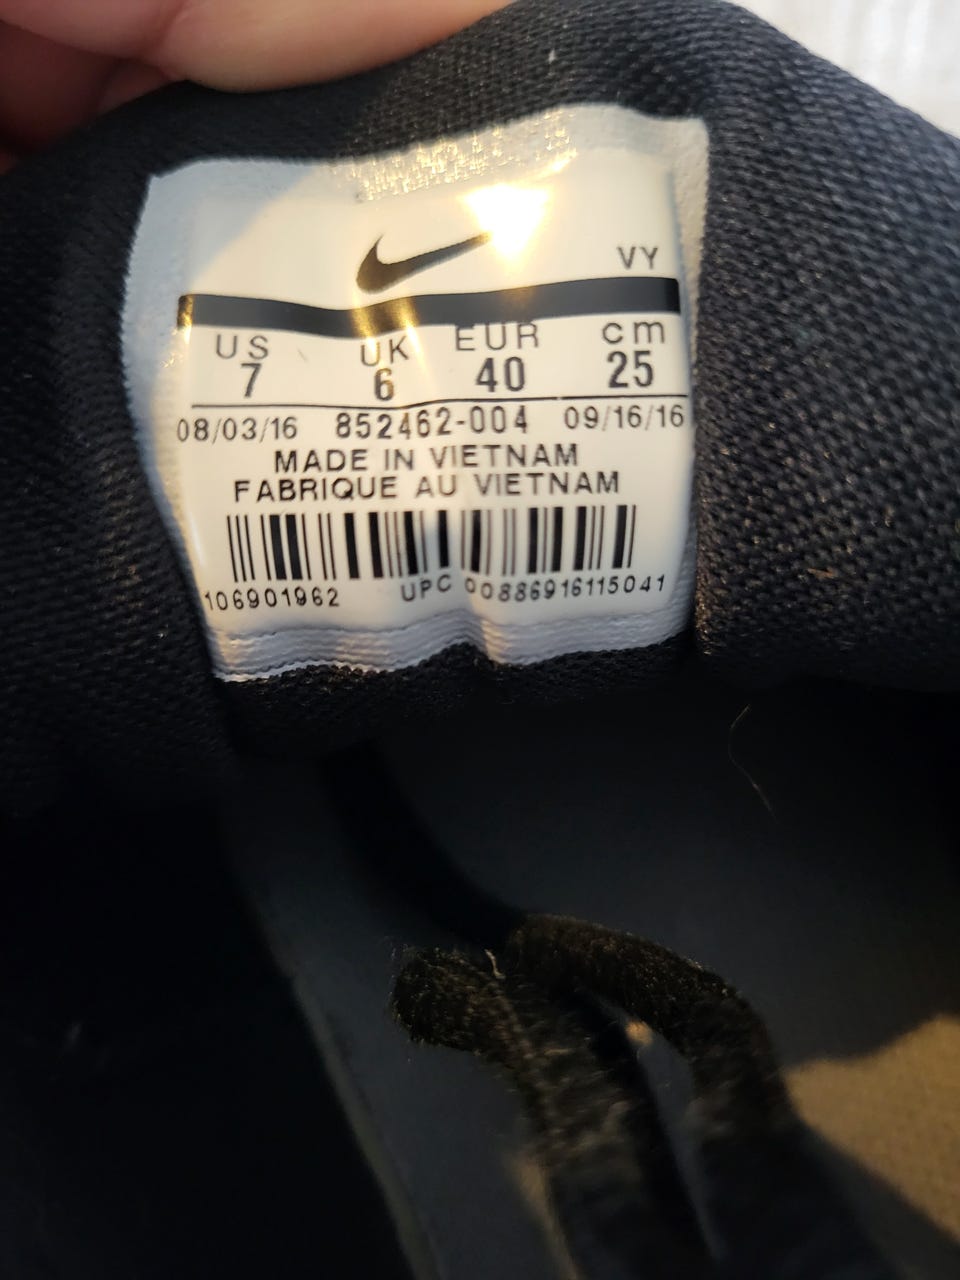 VY
US UK EUR cm
7 6 40 25
08/03/16 852462-004 09/16/16
MADE IN VIETNAM
FABRIQUE AU VIETNAM
106901962 UPC 00886916115041